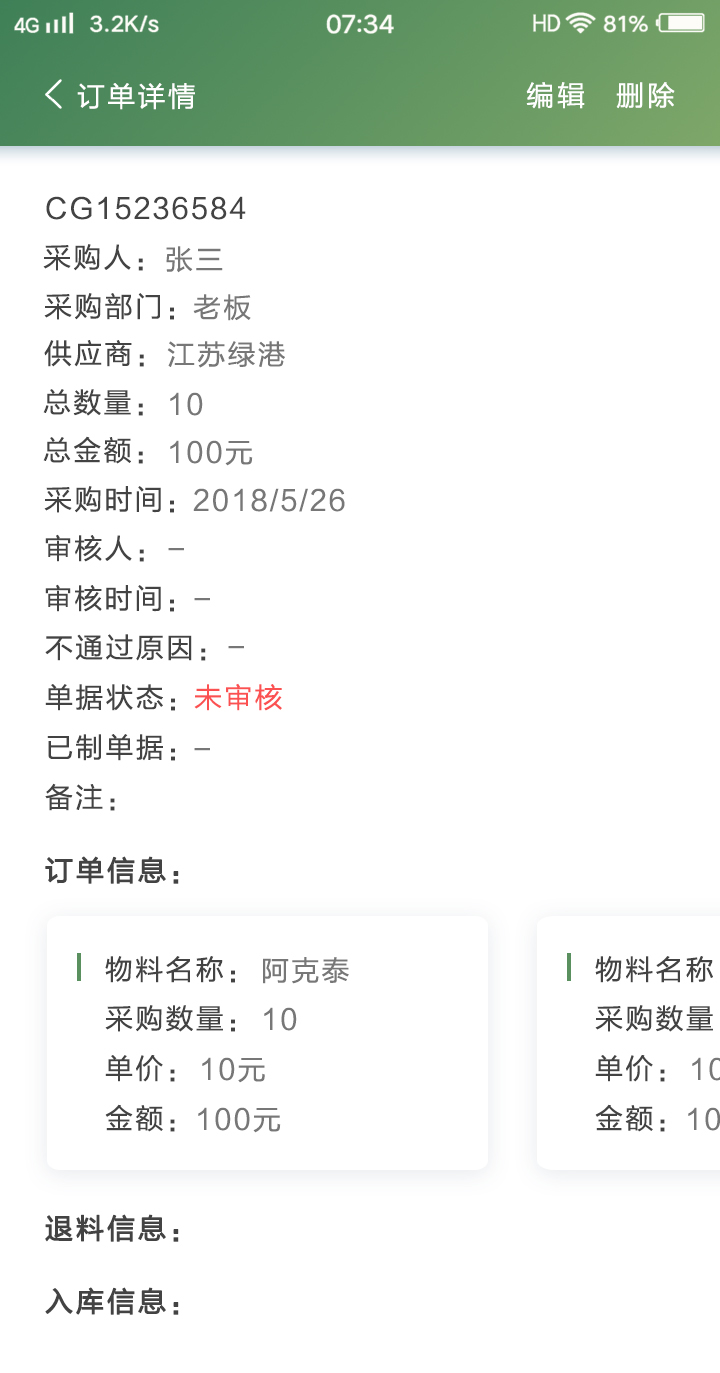 4G 3.2K/s 07:34 HD 81%
订单详情 编辑 删除
CG15236584
采购人：张三
采购部门：老板
供应商：江苏绿港
总数量：10
总金额：100元
采购时间：2018/5/26
审核人：–
审核时间：–
不通过原因：–
单据状态：未审核
已制单据：–
备注：
订单信息：
物料名称：阿克泰
采购数量：10
单价：10元
金额：100元
物料名称
采购数量
单价：10
金额：10
退料信息：
入库信息：